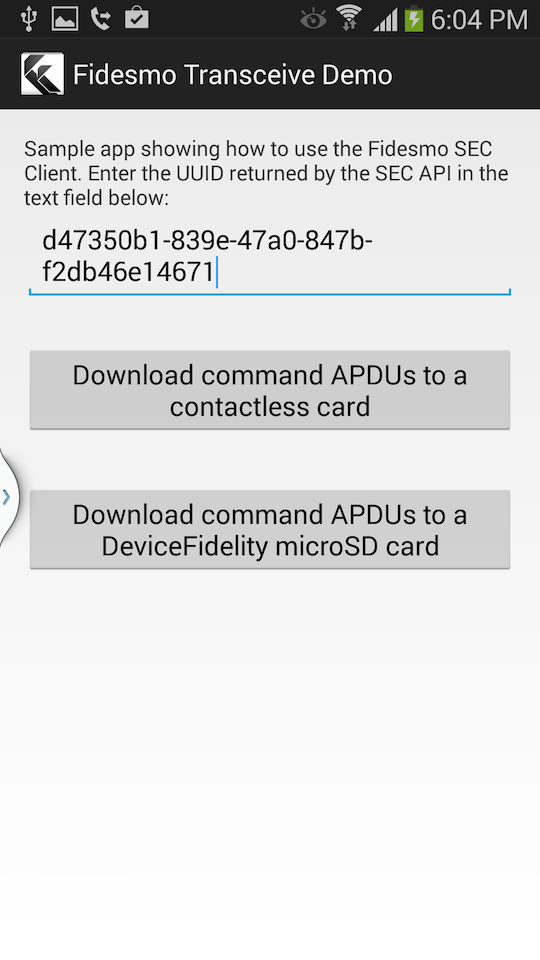 6:04 PM
Fidesmo Transceive Demo
Sample app showing how to use the Fidesmo SEC
Client. Enter the UUID returned by the SEC API in the
text field below:
d47350b1-839e-47a0-847b-
f2db46e14671
Download command APDUs to a
contactless card
Download command APDUs to a
DeviceFidelity microSD card